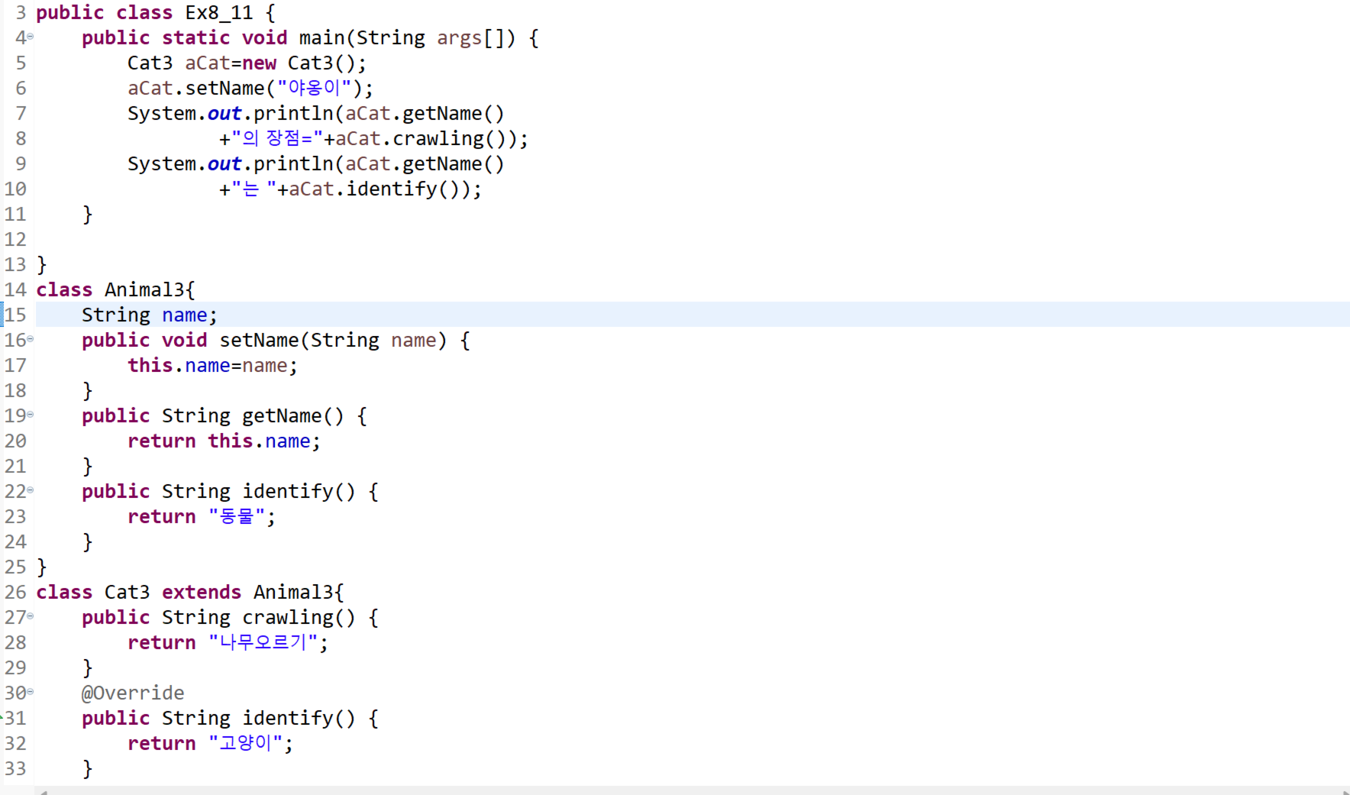 3 public class Ex8_11 {
4     public static void main(String args[]) {
5         Cat3 aCat=new Cat3();
6         aCat.setName("야옹이");
7         System.out.println(aCat.getName()
8                 +"의 장점="+aCat.crawling());
9         System.out.println(aCat.getName()
10                 +"는 "+aCat.identify());
11     }
12
13 }
14 class Animal3{
15     String name;
16     public void setName(String name) {
17         this.name=name;
18     }
19     public String getName() {
20         return this.name;
21     }
22     public String identify() {
23         return "동물";
24     }
25 }
26 class Cat3 extends Animal3{
27     public String crawling() {
28         return "나무오르기";
29     }
30     @Override
31     public String identify() {
32         return "고양이";
33     }